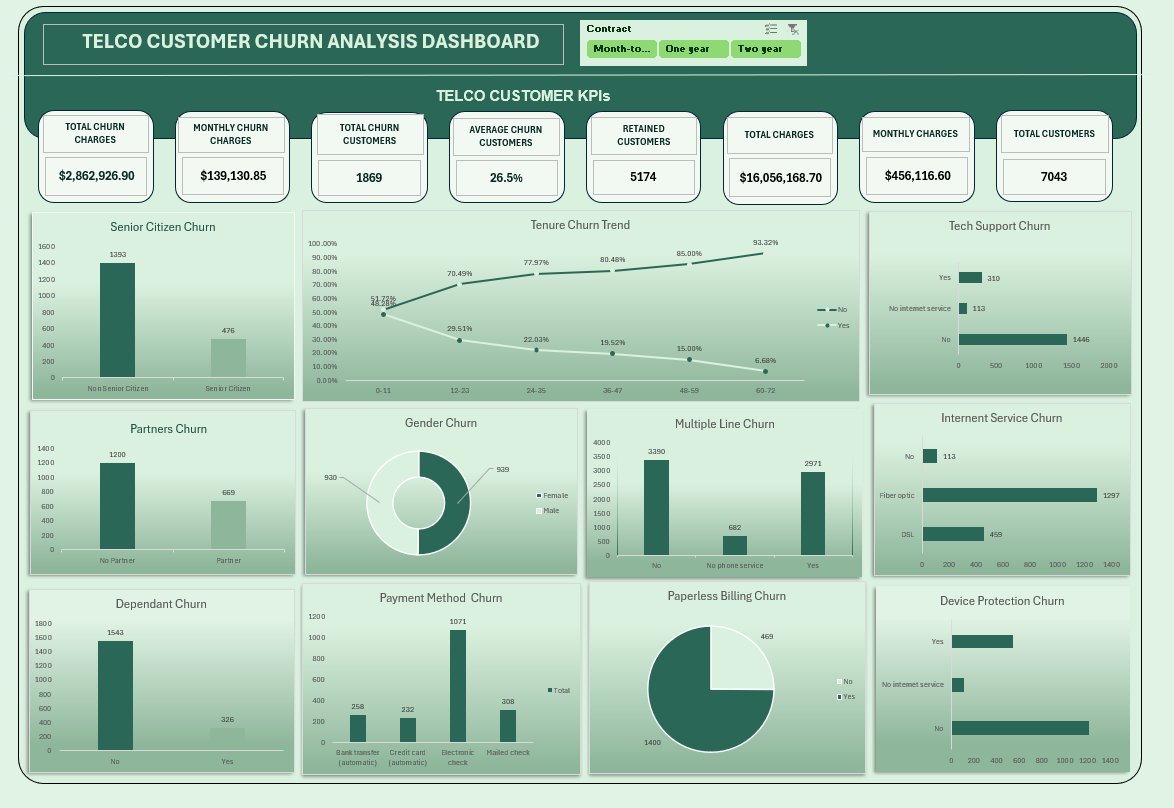 TELCO CUSTOMER CHURN ANALYSIS DASHBOARD
Contract
Month-to... One year Two year
TELCO CUSTOMER KPIs
TOTAL CHURN
CHARGES
$2,862,926.90
MONTHLY CHURN
CHARGES
$139,130.85
TOTAL CHURN
CUSTOMERS
1869
AVERAGE CHURN
CUSTOMERS
26.5%
RETAINED
CUSTOMERS
5174
TOTAL CHARGES
$16,056,168.70
MONTHLY CHARGES
$456,116.60
TOTAL CUSTOMERS
7043
Senior Citizen Churn
1600
1400
1200
1000
800
600
400
200
0
1393
476
Non Senior Citizen
Senior Citizen
Tenure Churn Trend
100.00%
90.00%
80.00%
70.00%
60.00%
50.00%
40.00%
30.00%
20.00%
10.00%
0.00%
51.72%
70.49%
77.97%
80.48%
85.00%
93.32%
48.28%
29.51%
22.03%
19.52%
15.00%
6.68%
0-11
12-23
24-35
36-47
48-59
60-72
No
Yes
Tech Support Churn
Yes
310
No internet service
113
No
1446
0 500 1000 1500 2000
Partners Churn
1400
1200
1000
800
600
400
200
0
1200
669
No Partner
Partner
Gender Churn
930
939
Female
Male
Multiple Line Churn
4000
3500
3000
2500
2000
1500
1000
500
0
3390
682
2971
No
No phone service
Yes
Internent Service Churn
No
113
Fiber optic
1297
DSL
459
0 200 400 600 800 1000 1200 1400
Dependant Churn
1800
1600
1400
1200
1000
800
600
400
200
0
1543
326
No
Yes
Payment Method Churn
1200
1000
800
600
400
200
0
258
232
1071
308
Bank transfer
(automatic)
Credit card
(automatic)
Electronic
check
Mailed check
Total
Paperless Billing Churn
469
1400
No
Yes
Device Protection Churn
Yes
No internet service
No
0 200 400 600 800 1000 1200 1400